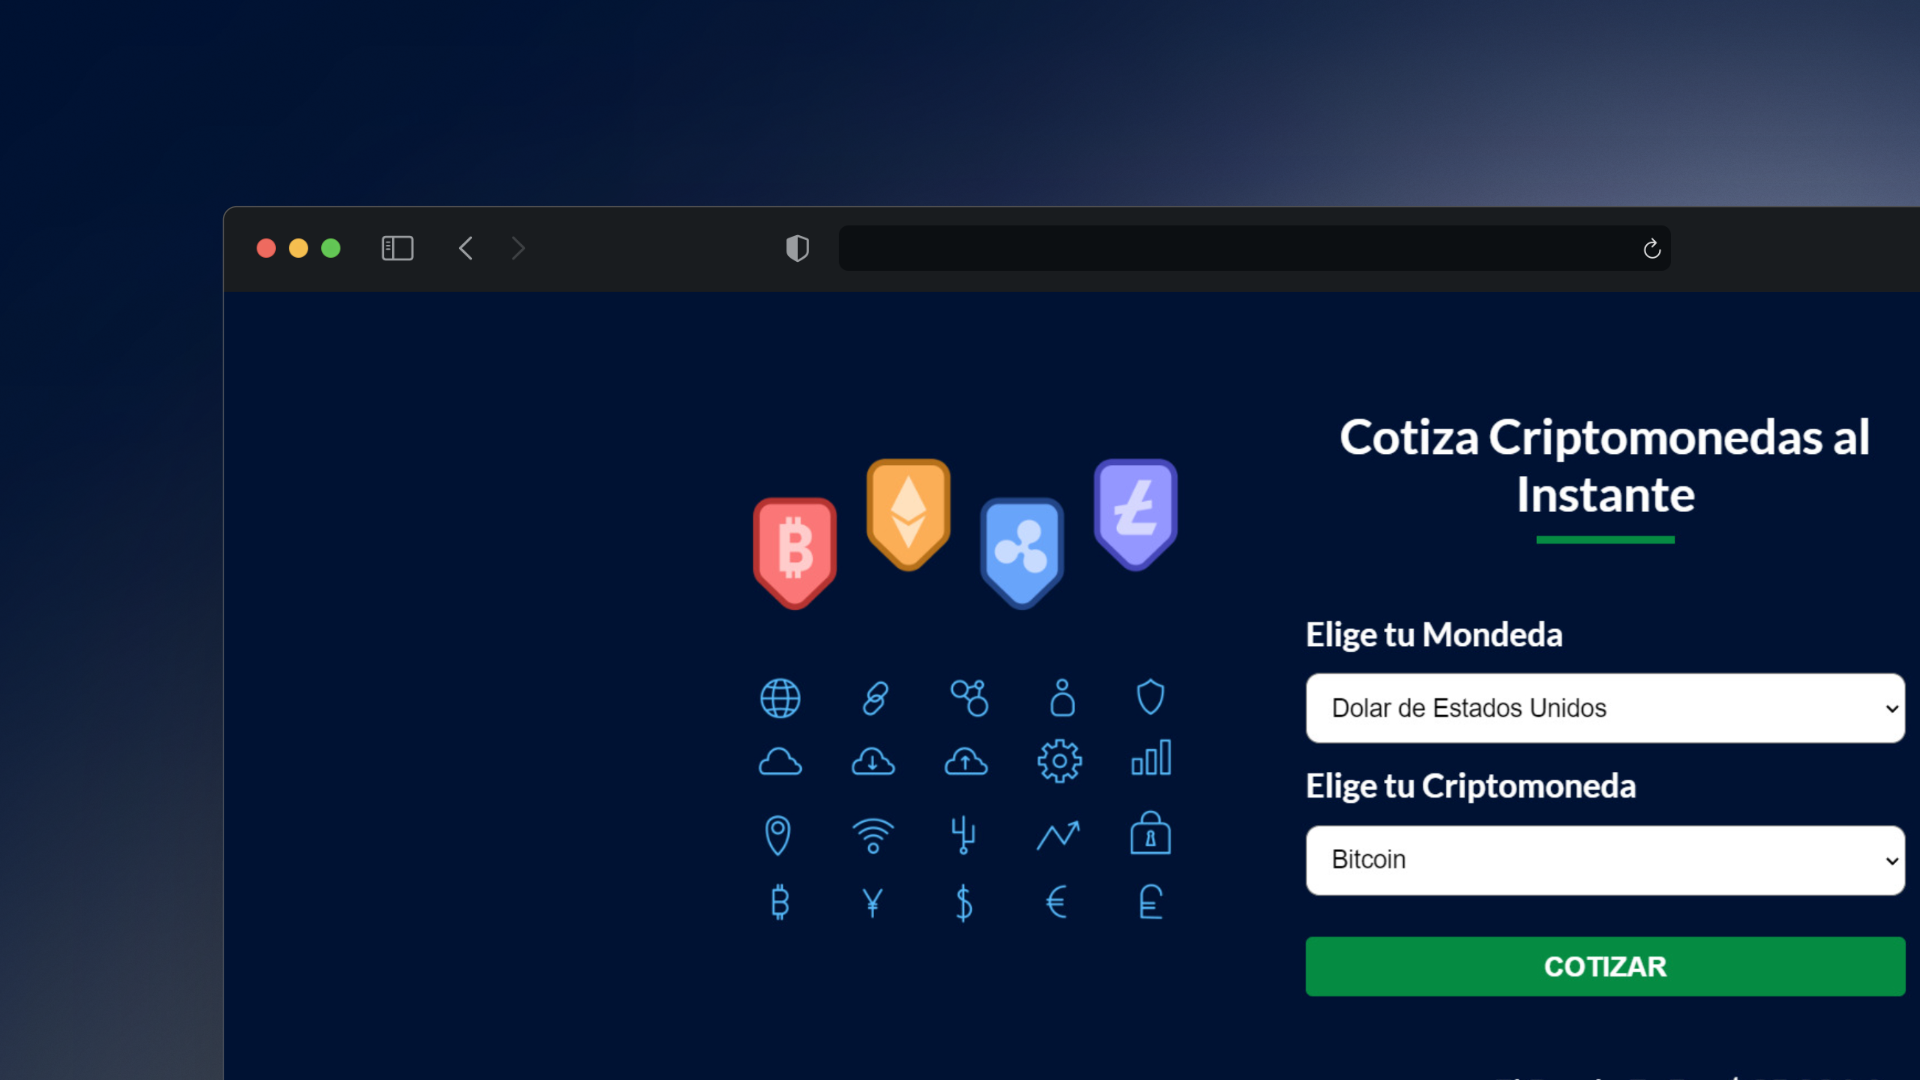 Cotiza Criptomonedas al
Instante
Elige tu Mondeda
Dolar de Estados Unidos
Elige tu Criptomoneda
Bitcoin
COTIZAR